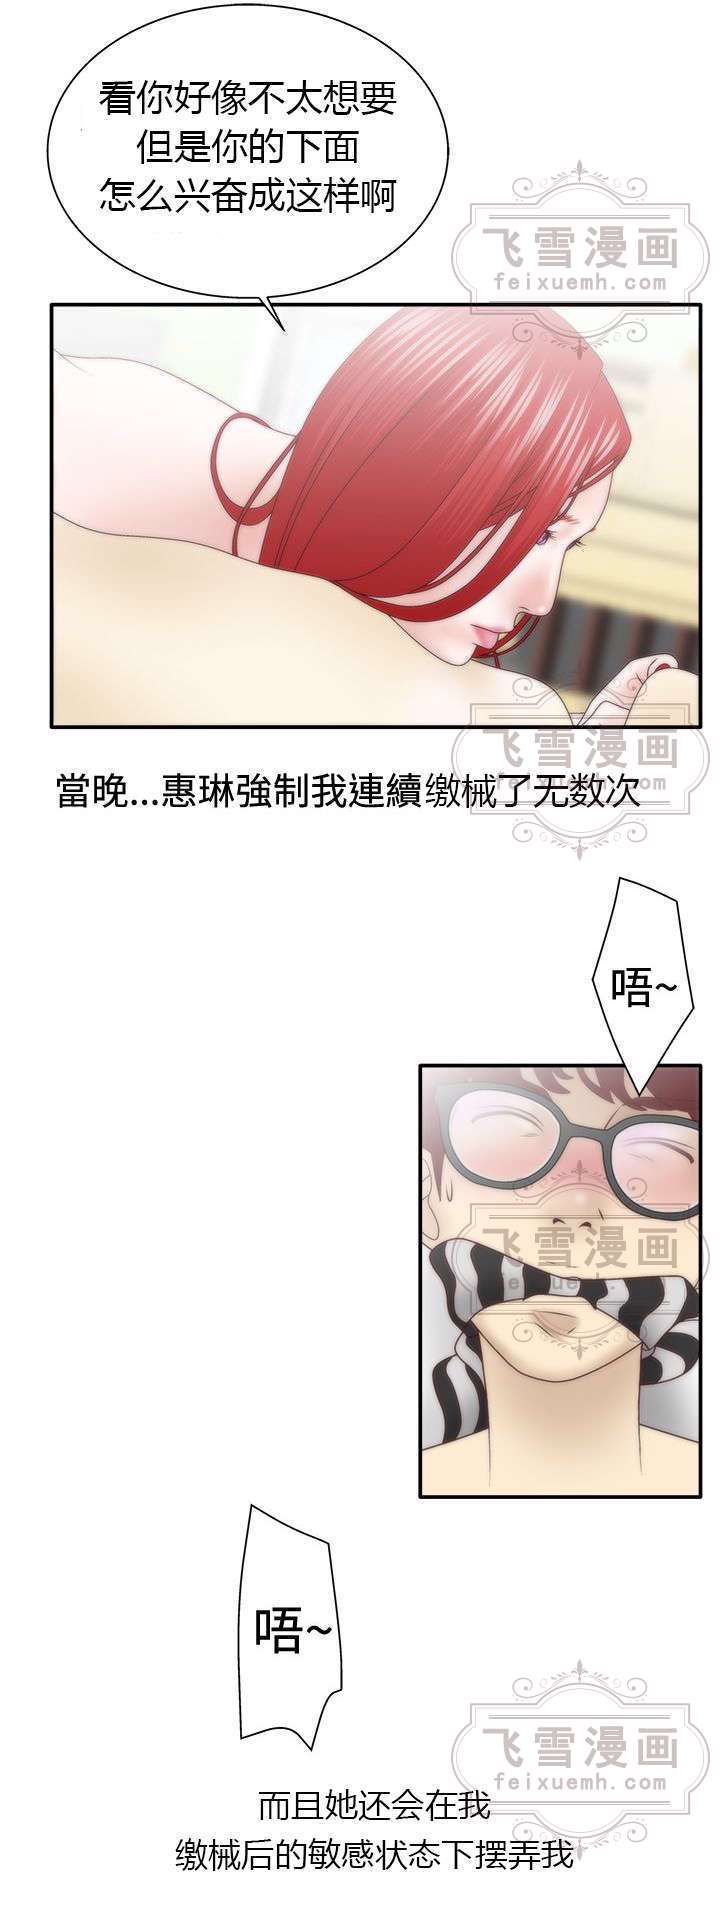 看你好像不太想要
但是你的下面
怎么兴奋成这样啊
飞雪漫画
feixuemh.com
飞雪漫画
feixuemh.com
當晚...惠琳強制我連續缴械了无数次
唔~
飞雪漫画
feixuemh.
唔~
飞雪漫画
feixuemh.com
而且她还会在我
缴械后的敏感状态下摆弄我